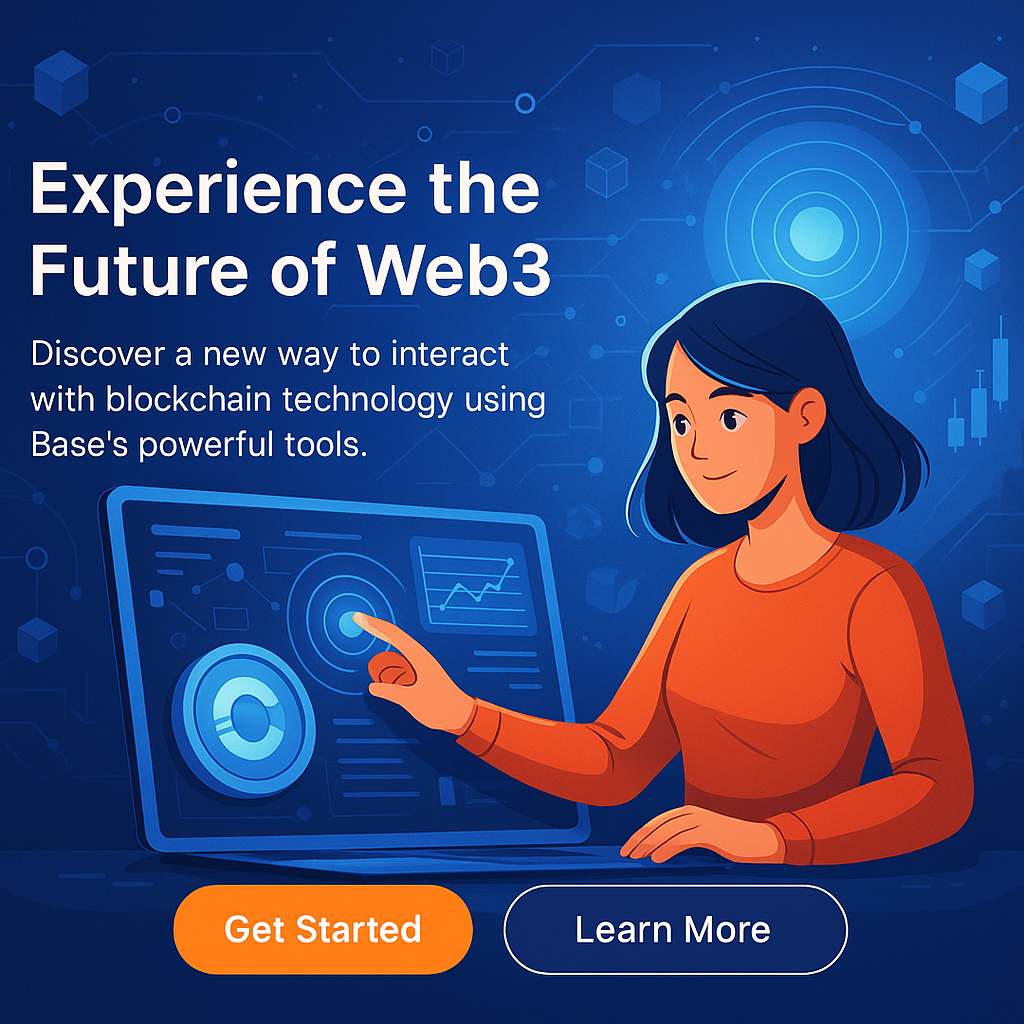 Experience the
Future of Web3
Discover a new way to interact
with blockchain technology using
Base's powerful tools.
Get Started
Learn More